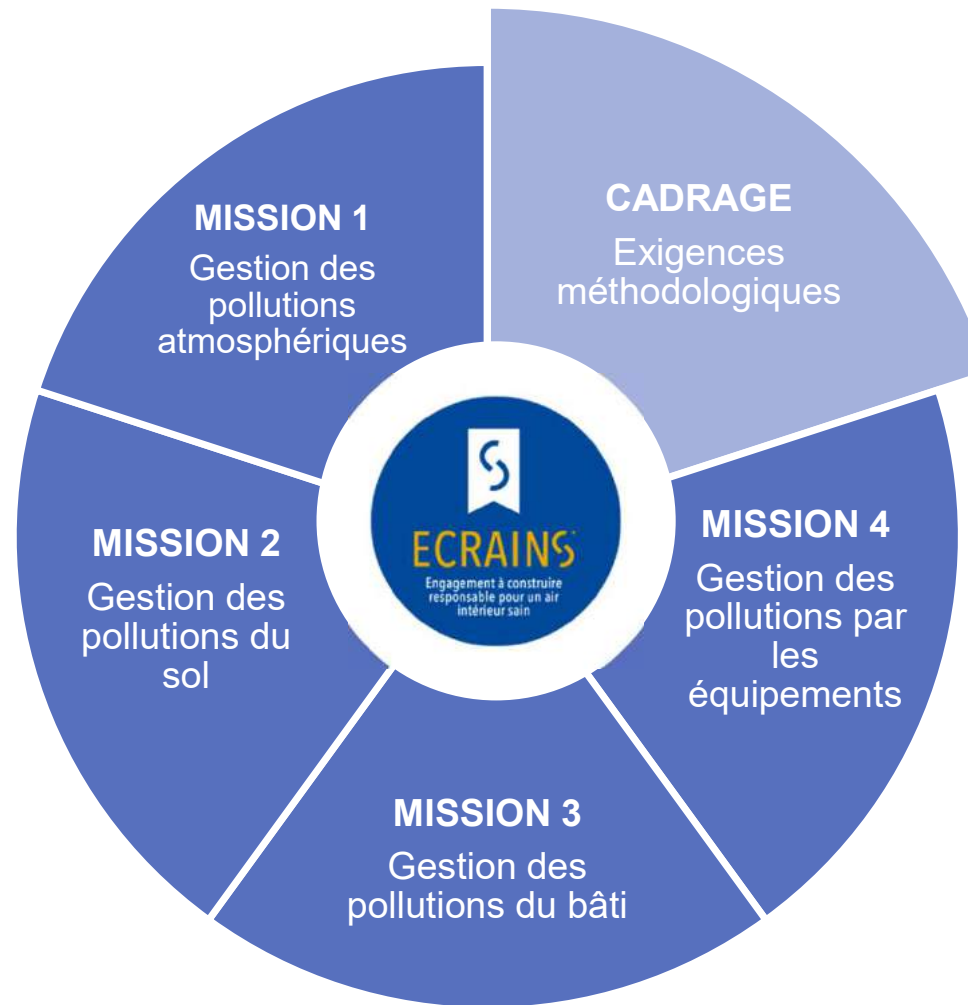 CADRAGE
Exigences
méthodologiques
MISSION 1
Gestion des
pollutions
atmosphériques
MISSION 2
Gestion des
pollutions du
sol
MISSION 3
Gestion des
pollutions du bâti
MISSION 4
Gestion des
pollutions par
les
équipements
ECRAINS
Engagement à construire
responsable pour un air
intérieur sain